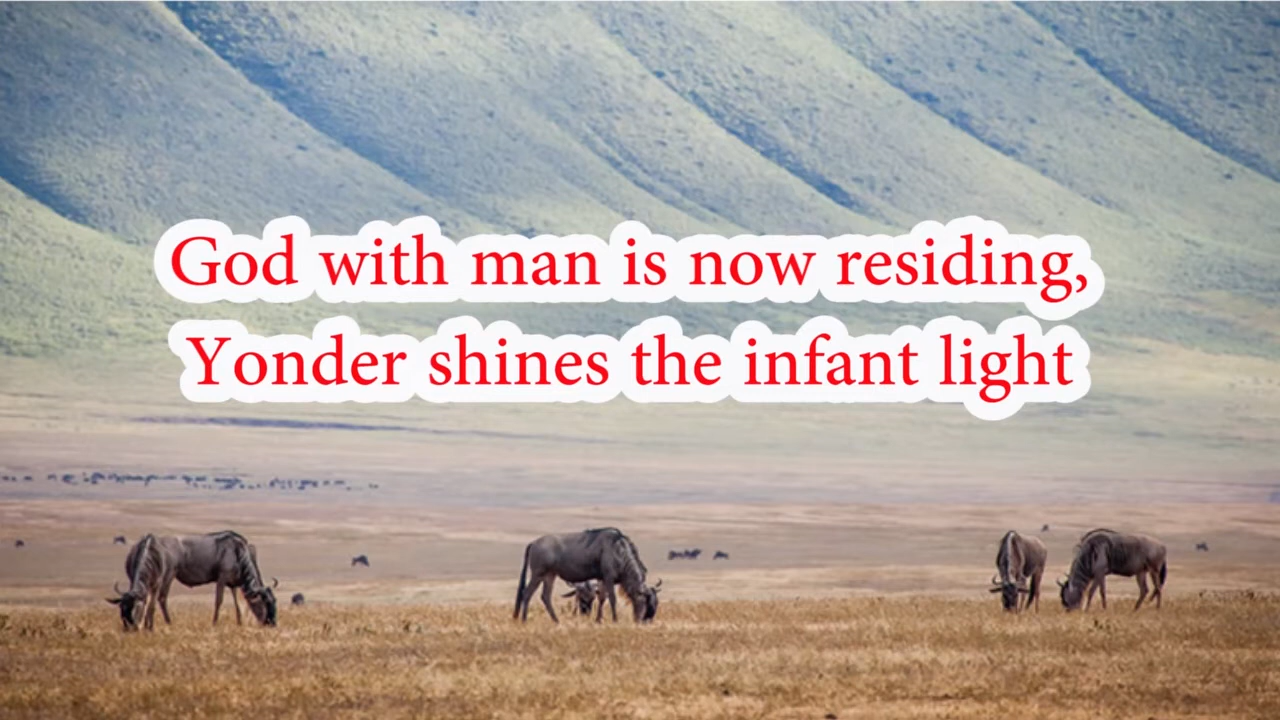 God with man is now residing,
Yonder shines the infant light